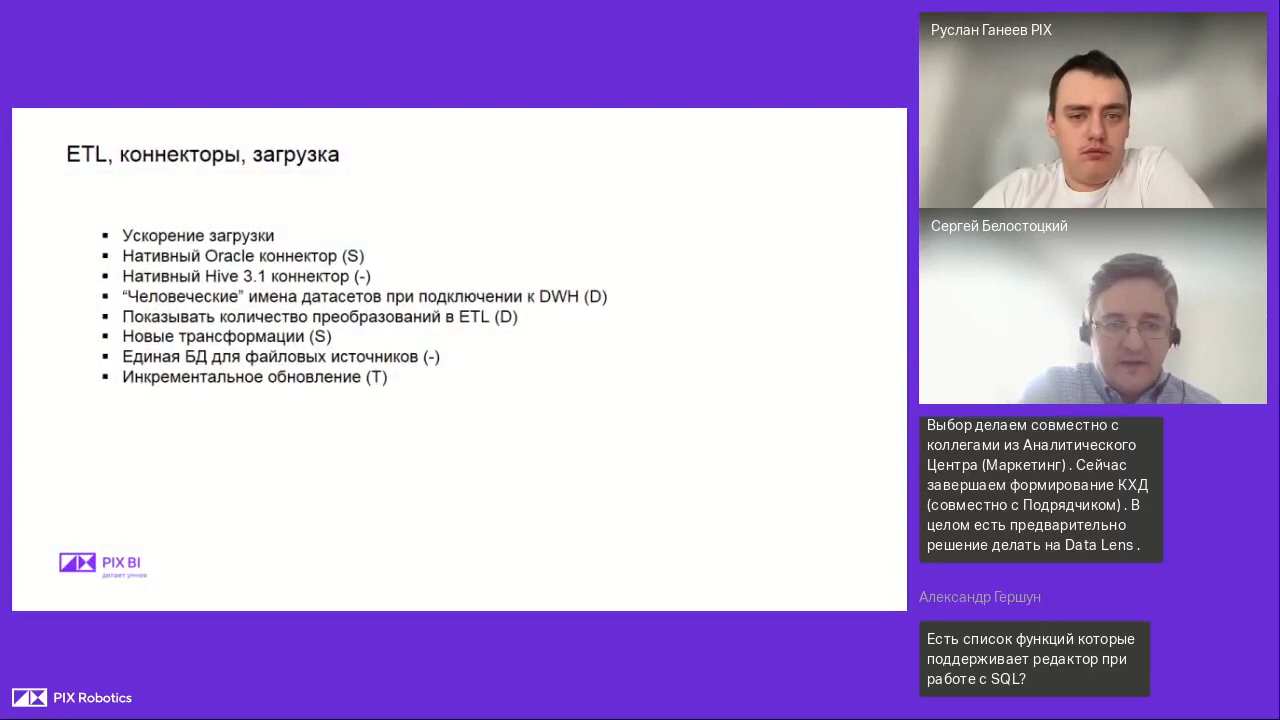 ETL, коннекторы, загрузка
▪ Ускорение загрузки
▪ Нативный Oracle коннектор (S)
▪ Нативный Hive 3.1 коннектор (-)
▪ “Человеческие” имена датасетов при подключении к DWH (D)
▪ Показывать количество преобразований в ETL (D)
▪ Новые трансформации (S)
▪ Единая БД для файловых источников (-)
▪ Инкрементальное обновление (T)
PIX BI
делает умнее
PIX Robotics
Руслан Ганеев PIX
Сергей Белостоцкий
Выбор делаем совместно с
коллегами из Аналитического
Центра (Маркетинг) . Сейчас
завершаем формирование КХД
(совместно с Подрядчиком) . В
целом есть предварительно
решение делать на Data Lens .
Александр Гершун
Есть список функций которые
поддерживает редактор при
работе с SQL?